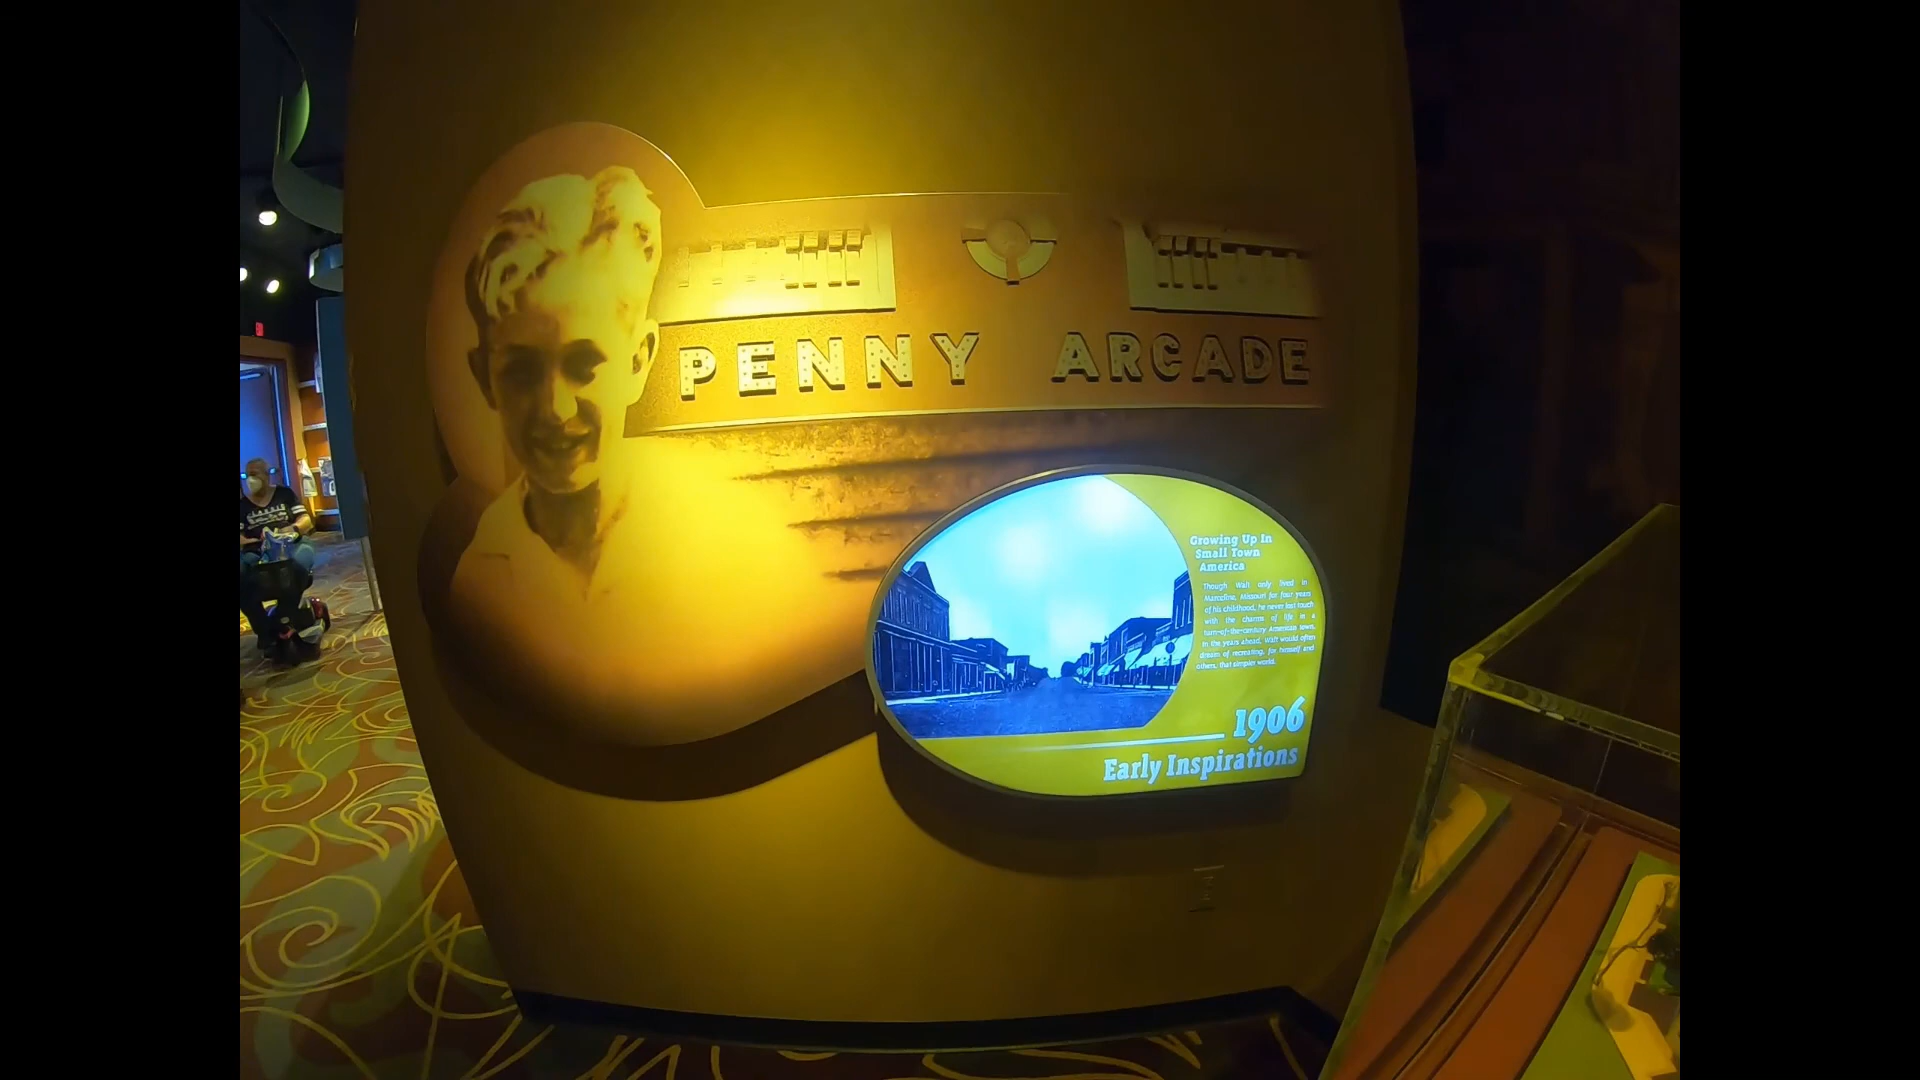 PENNY ARCADE
Growing Up In
Small Town
America
Though Walt only lived in
Marceline, Missouri for four years
of his childhood, he never lost touch
with the charms of life in a
turn-of-the-century American town.
In the years ahead, Walt would often
dream of recreating, for himself and
others, that simpler world.
1906
Early Inspirations